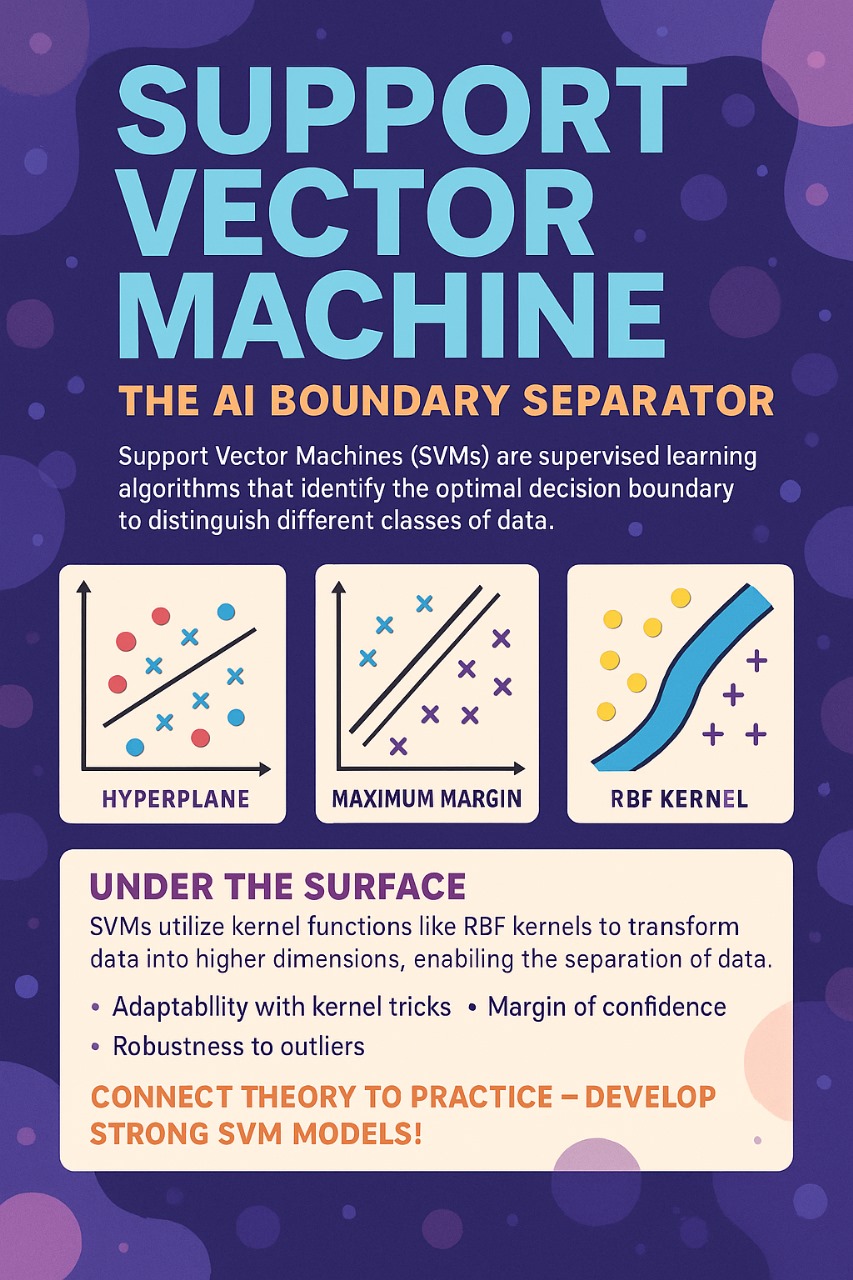 SUPPORT
VECTOR
MACHINE
THE AI BOUNDARY SEPARATOR
Support Vector Machines (SVMs) are supervised learning
algorithms that identify the optimal decision boundary
to distinguish different classes of data.
HYPERPLANE
MAXIMUM MARGIN
RBF KERNEL
UNDER THE SURFACE
SVMs utilize kernel functions like RBF kernels to transform
data into higher dimensions, enabiling the separation of data.
• Adaptabllity with kernel tricks • Margin of confidence
• Robustness to outliers
CONNECT THEORY TO PRACTICE – DEVELOP
STRONG SVM MODELS!